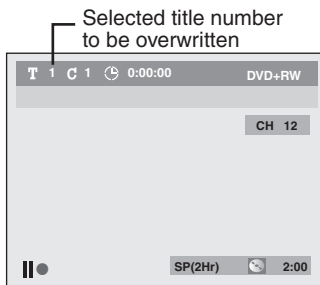 Selected title number
to be overwritten
T 1 C 1 0:00:00 DVD+RW
CH 12
SP(2Hr) 2:00